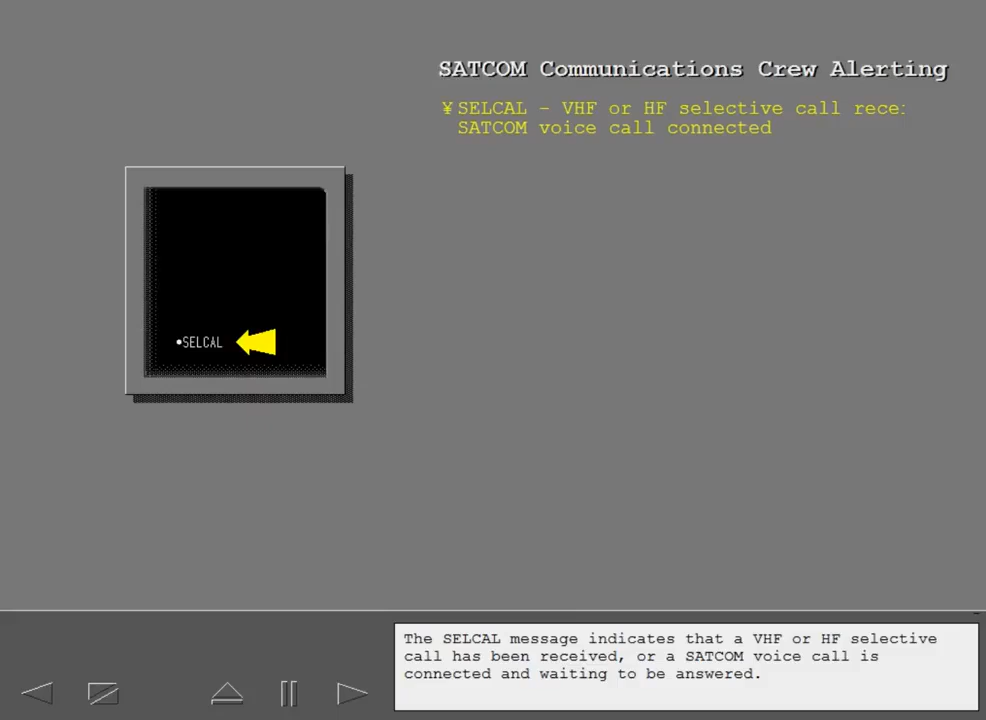 SATCOM Communications Crew Alerting
¥ SELCAL - VHF or HF selective call rece:
SATCOM voice call connected
•SELCAL
The SELCAL message indicates that a VHF or HF selective
call has been received, or a SATCOM voice call is
connected and waiting to be answered.